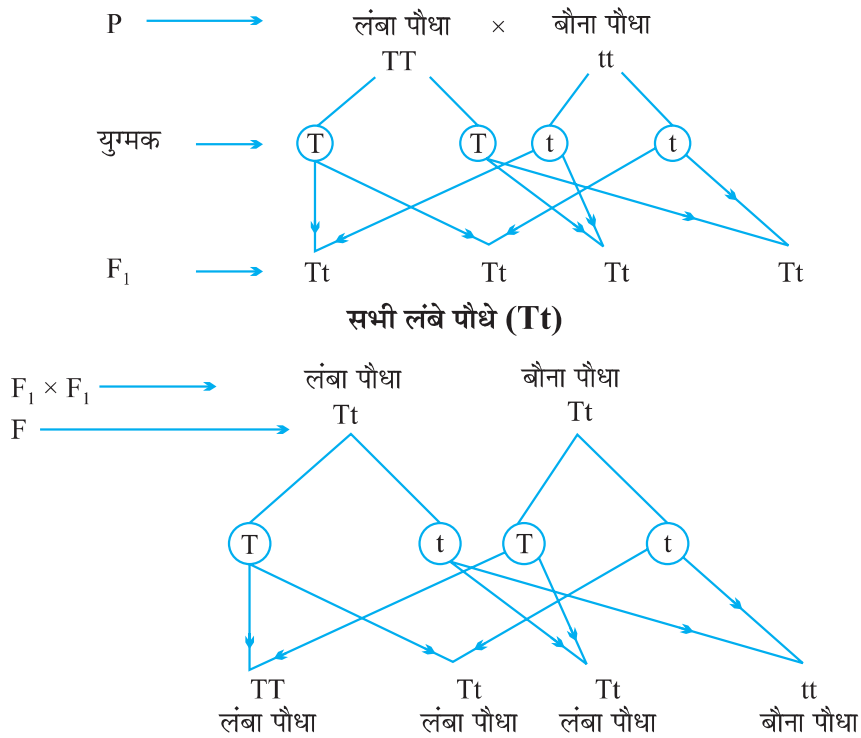 P लंबा पौधा × बौना पौधा
TT tt
युग्मक T T t t
F₁ Tt Tt Tt Tt
सभी लंबे पौधे (Tt)
F₁ × F₁ लंबा पौधा बौना पौधा
Tt Tt
F
T t T t
TT Tt Tt tt
लंबा पौधा लंबा पौधा लंबा पौधा बौना पौधा